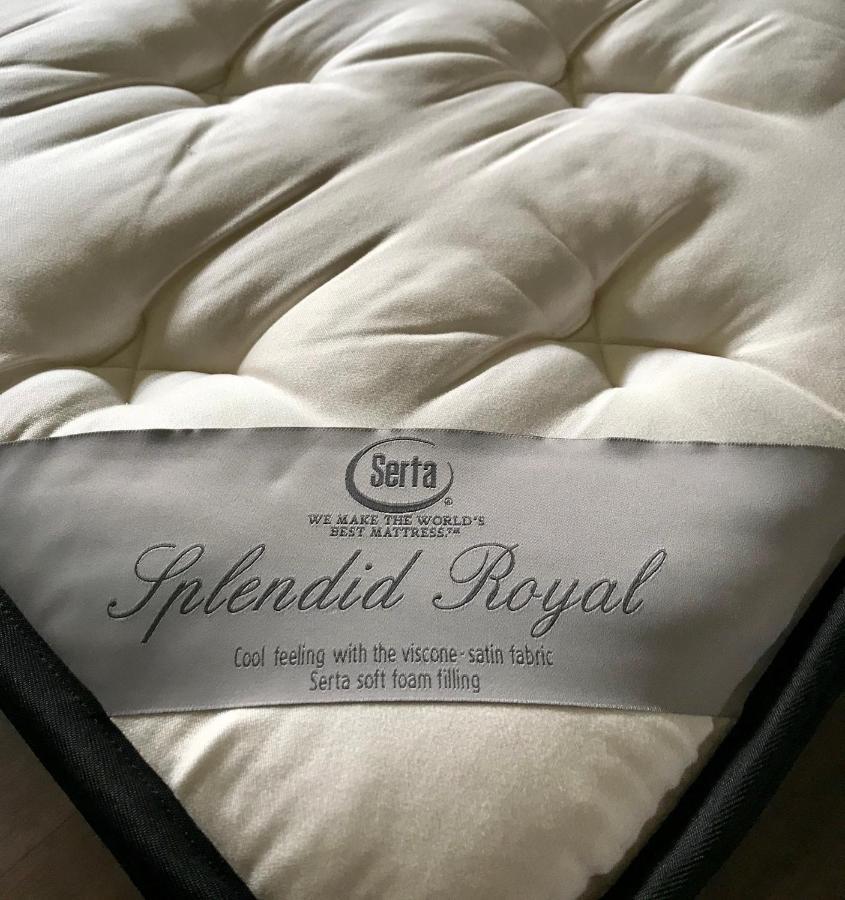 Serta®
WE MAKE THE WORLD'S
BEST MATTRESS.™
Splendid Royal
Cool feeling with the viscone-satin fabric
Serta soft foam filling